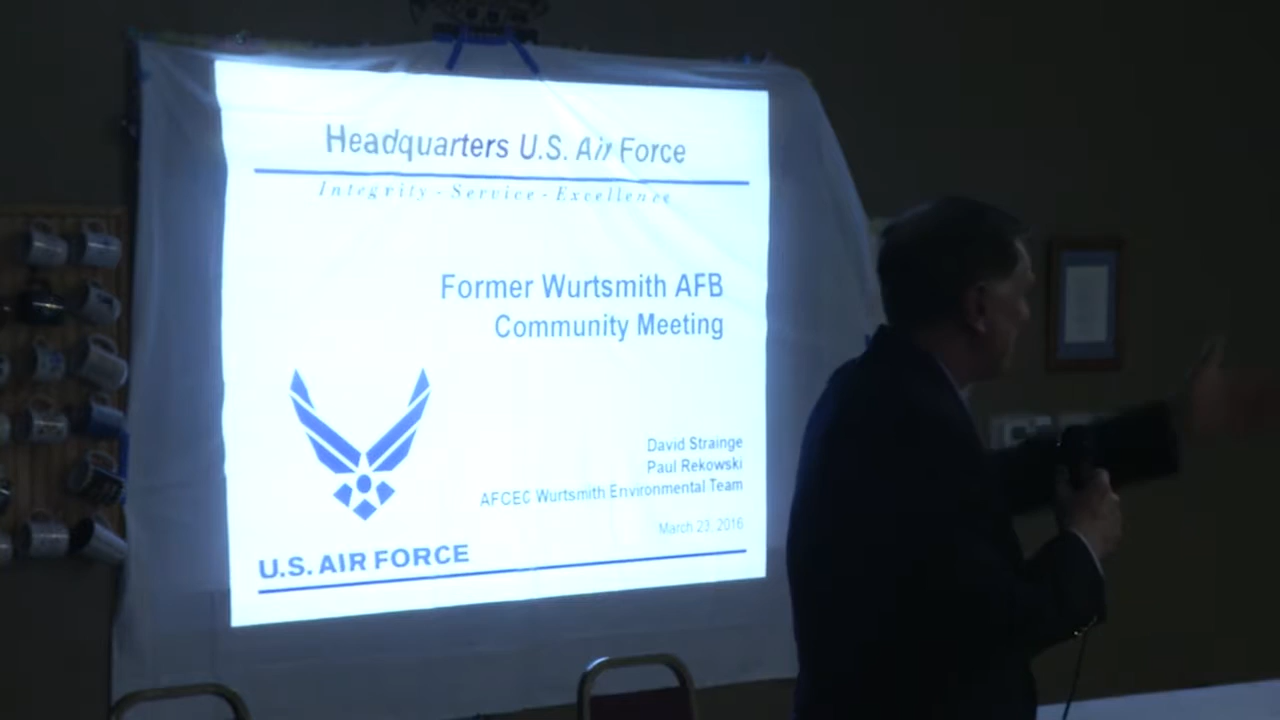 Headquarters U.S. Air Force
Integrity - Service - Excellence
Former Wurtsmith AFB
Community Meeting
David Strainge
Paul Rekowski
AFCEC Wurtsmith Environmental Team
March 23, 2016
U.S. AIR FORCE